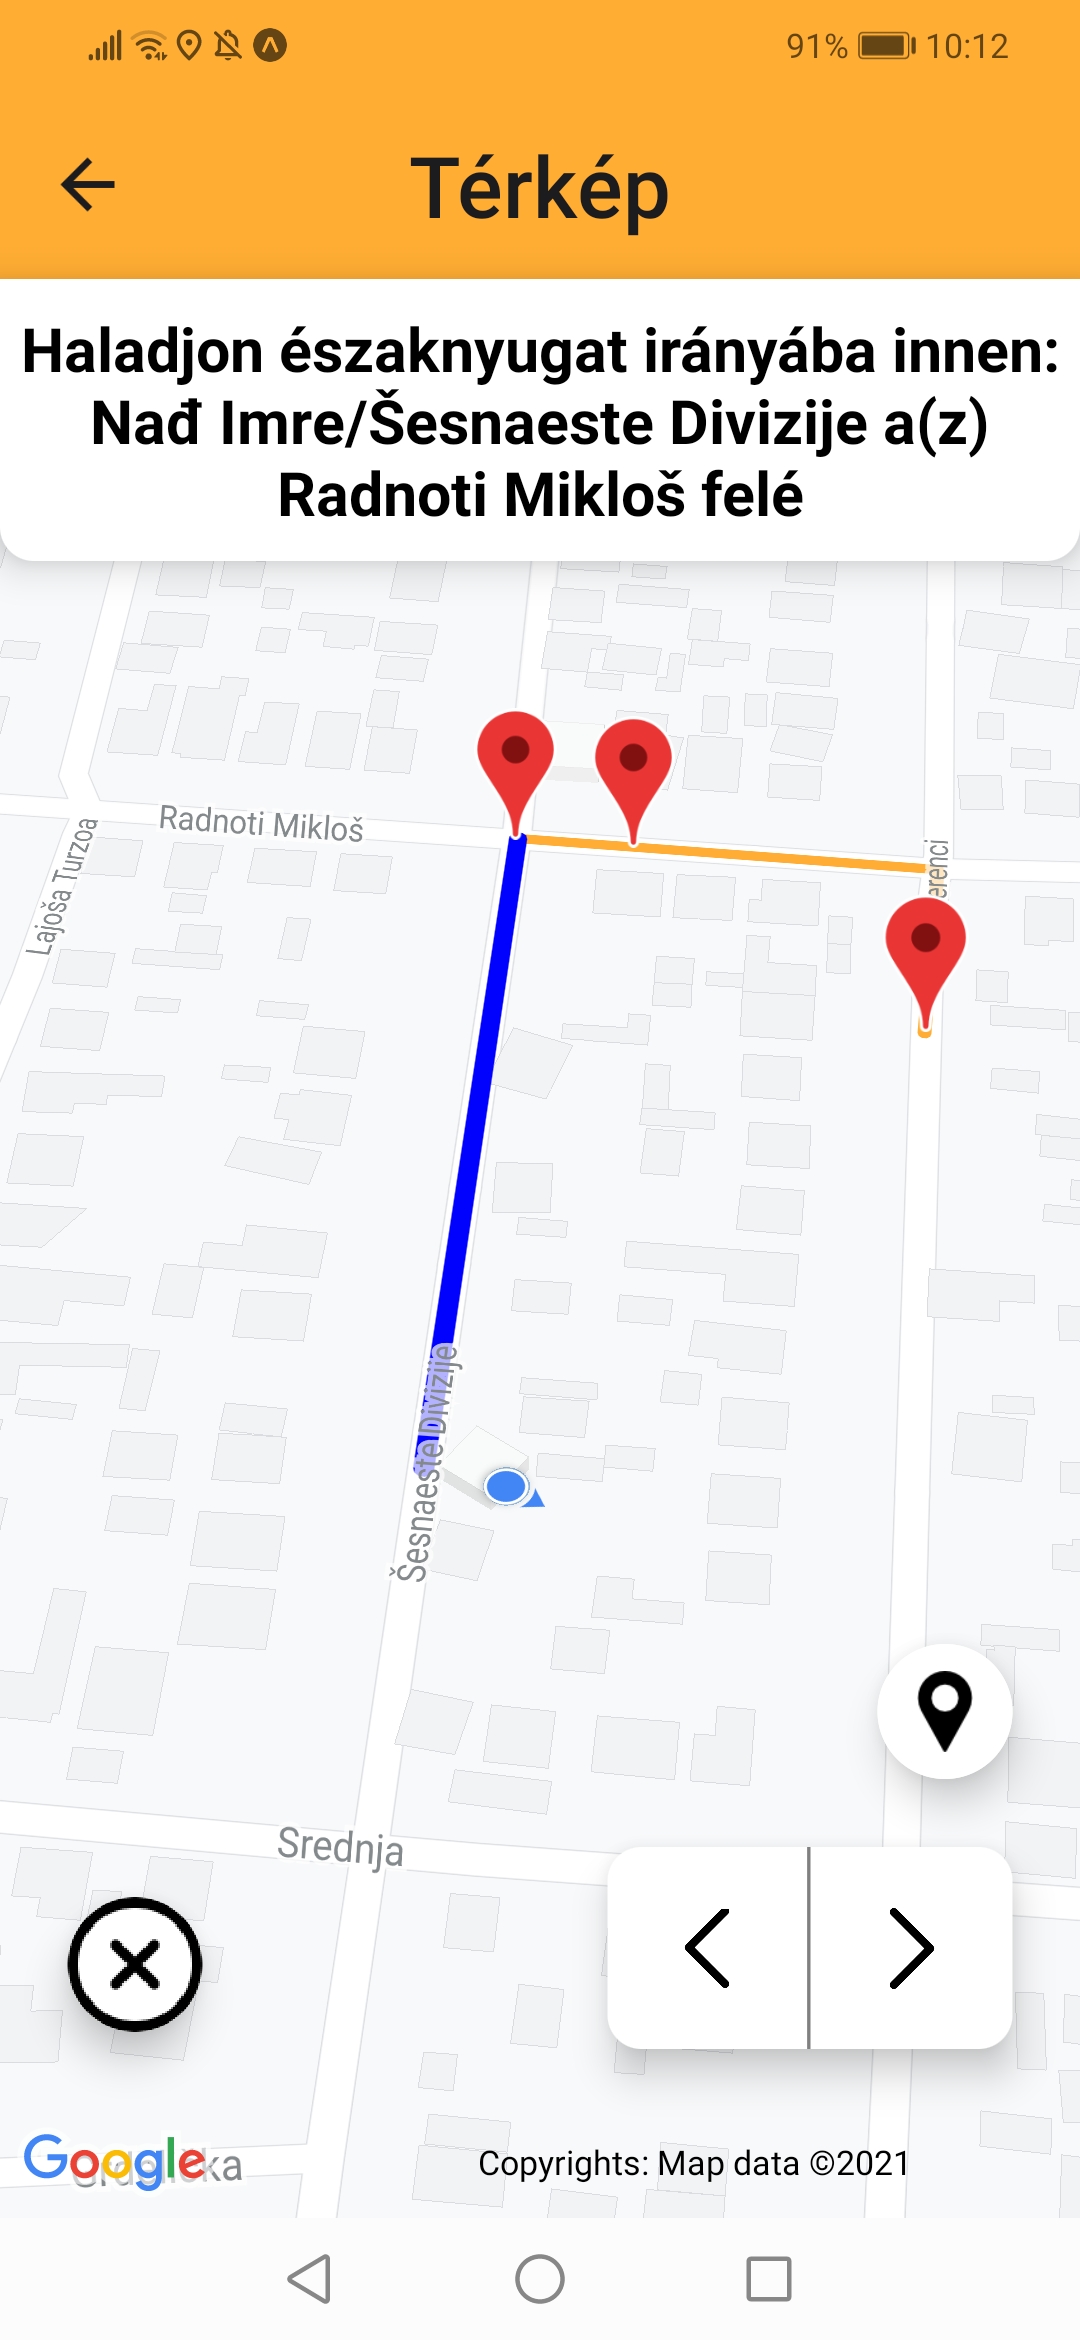 91% 10:12
Térkép
Haladjon északnyugat irányába innen:
Nađ Imre/Šesnaeste Divizije a(z)
Radnoti Mikloš felé
Radnoti Mikloš
Lajoša Turzoa
Šesnaeste Divizije
Srednja
Google
Copyrights: Map data ©2021